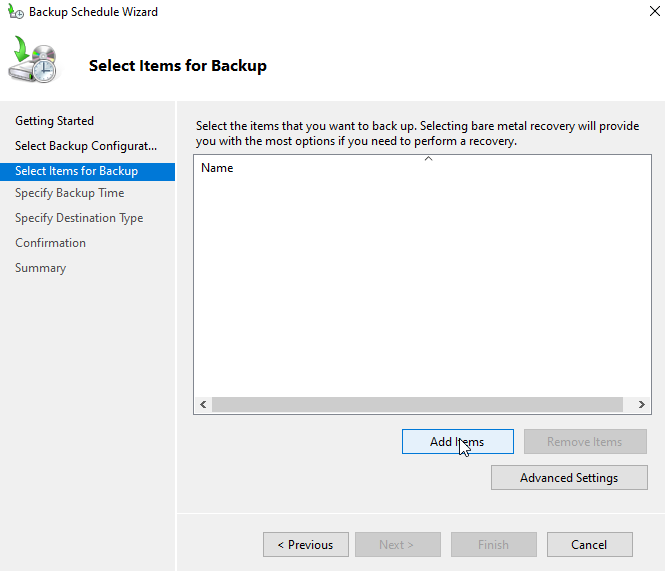 Backup Schedule Wizard
Select Items for Backup
Getting Started
Select Backup Configurat...
Select Items for Backup
Specify Backup Time
Specify Destination Type
Confirmation
Summary
Select the items that you want to back up. Selecting bare metal recovery will provide
you with the most options if you need to perform a recovery.
Name
Add Items
Remove Items
Advanced Settings
< Previous
Next >
Finish
Cancel